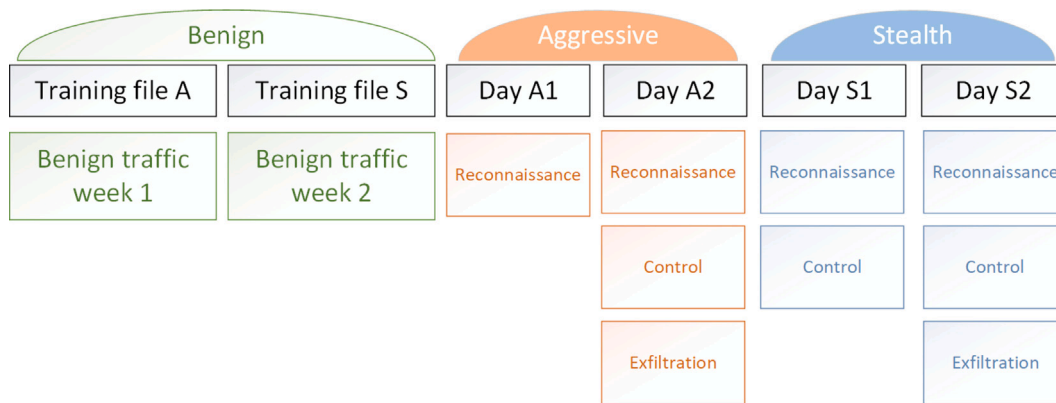 Benign
Aggressive
Stealth
Training file A
Training file S
Day A1
Day A2
Day S1
Day S2
Benign traffic
week 1
Benign traffic
week 2
Reconnaissance
Reconnaissance
Reconnaissance
Reconnaissance
Control
Control
Control
Exfiltration
Exfiltration